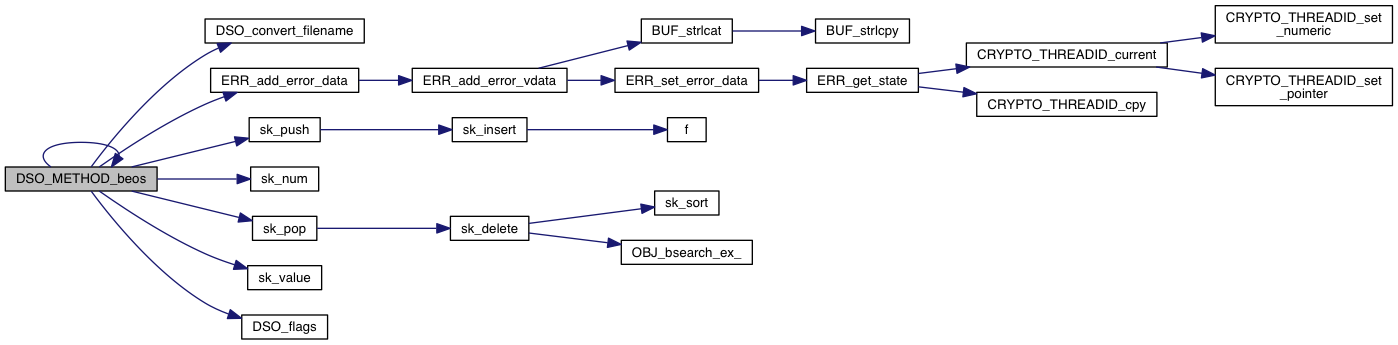 DSO_METHOD_beos
DSO_convert_filename
ERR_add_error_data
ERR_add_error_vdata
BUF_strlcat
BUF_strlcpy
ERR_set_error_data
ERR_get_state
CRYPTO_THREADID_current
CRYPTO_THREADID_set
_numeric
CRYPTO_THREADID_set
_pointer
CRYPTO_THREADID_cpy
sk_push
sk_insert
f
sk_num
sk_pop
sk_delete
sk_sort
OBJ_bsearch_ex_
sk_value
DSO_flags